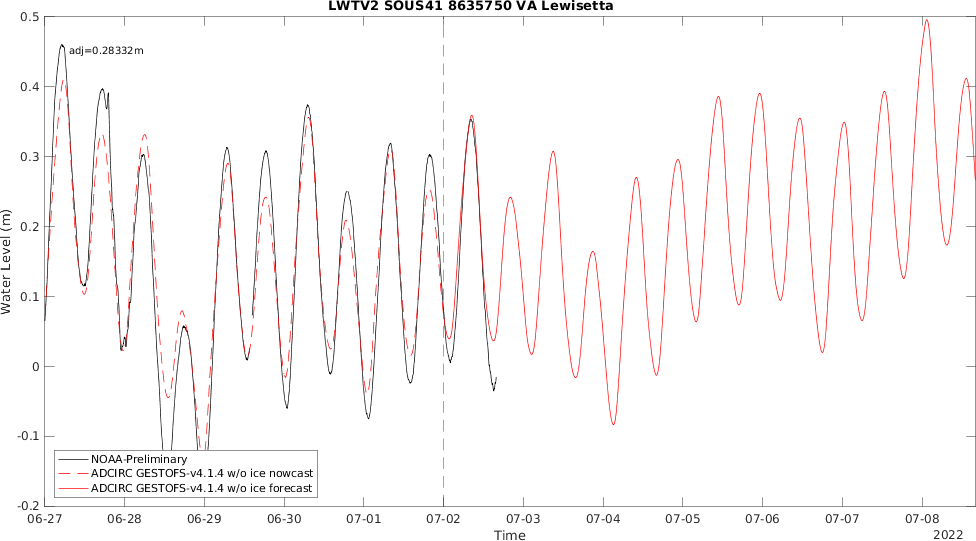 LWTV2 SOUS41 8635750 VA Lewisetta
adj=0.28332m
Water Level (m)
0.5
0.4
0.3
0.2
0.1
0
-0.1
-0.2
NOAA-Preliminary
ADCIRC GESTOFS-v4.1.4 w/o ice nowcast
ADCIRC GESTOFS-v4.1.4 w/o ice forecast
06-27 06-28 06-29 06-30 07-01 07-02 07-03 07-04 07-05 07-06 07-07 07-08
Time
2022